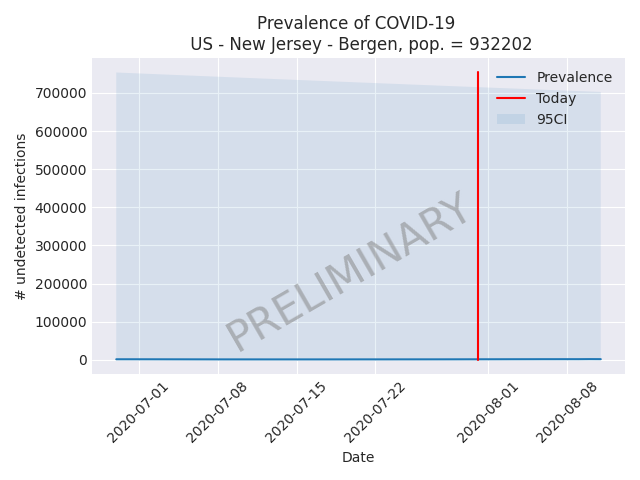 Prevalence of COVID-19
US - New Jersey - Bergen, pop. = 932202
Prevalence
Today
95CI
700000
600000
500000
400000
300000
200000
100000
0
# undetected infections
PRELIMINARY
2020-07-01
2020-07-08
2020-07-15
2020-07-22
2020-08-01
2020-08-08
Date